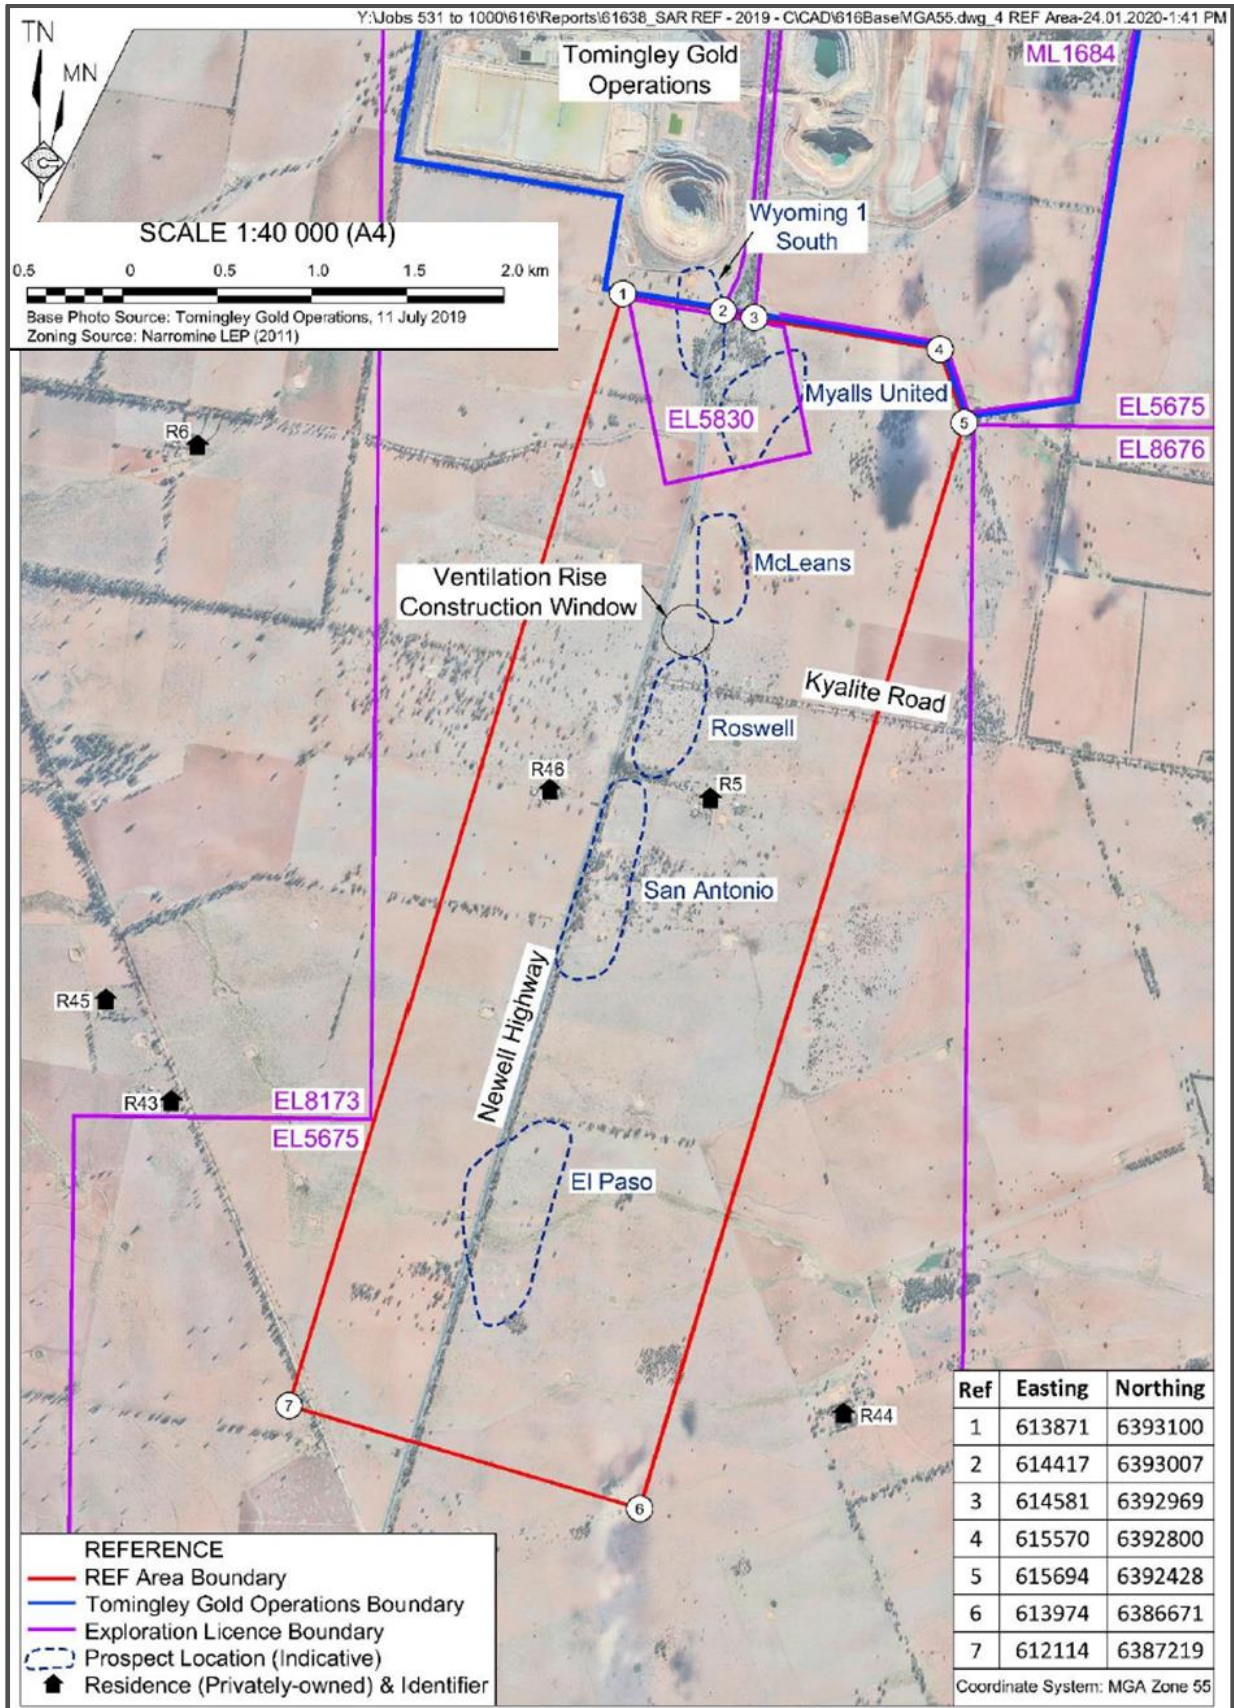 Y:\Jobs 531 to 1000\616\Reports\61638_SAR REF - 2019 - C\CAD\616BaseMGA55.dwg_4 REF Area-24.01.2020-1:41 PM
TN
MN
Tomingley Gold
Operations
ML1684
SCALE 1:40 000 (A4)
0.5 0 0.5 1.0 1.5 2.0 km
Base Photo Source: Tomingley Gold Operations, 11 July 2019
Zoning Source: Narromine LEP (2011)
Wyoming 1
South
1
2
3
4
5
Myalls United
EL5830
EL5675
EL8676
R6
McLeans
Ventilation Rise
Construction Window
Kyalite Road
Roswell
R46
R5
San Antonio
Newell Highway
R45
R43
EL8173
EL5675
El Paso
7
R44
6
Ref Easting Northing
1 613871 6393100
2 614417 6393007
3 614581 6392969
4 615570 6392800
5 615694 6392428
6 613974 6386671
7 612114 6387219
Coordinate System: MGA Zone 55
REFERENCE
REF Area Boundary
Tomingley Gold Operations Boundary
Exploration Licence Boundary
Prospect Location (Indicative)
Residence (Privately-owned) & Identifier